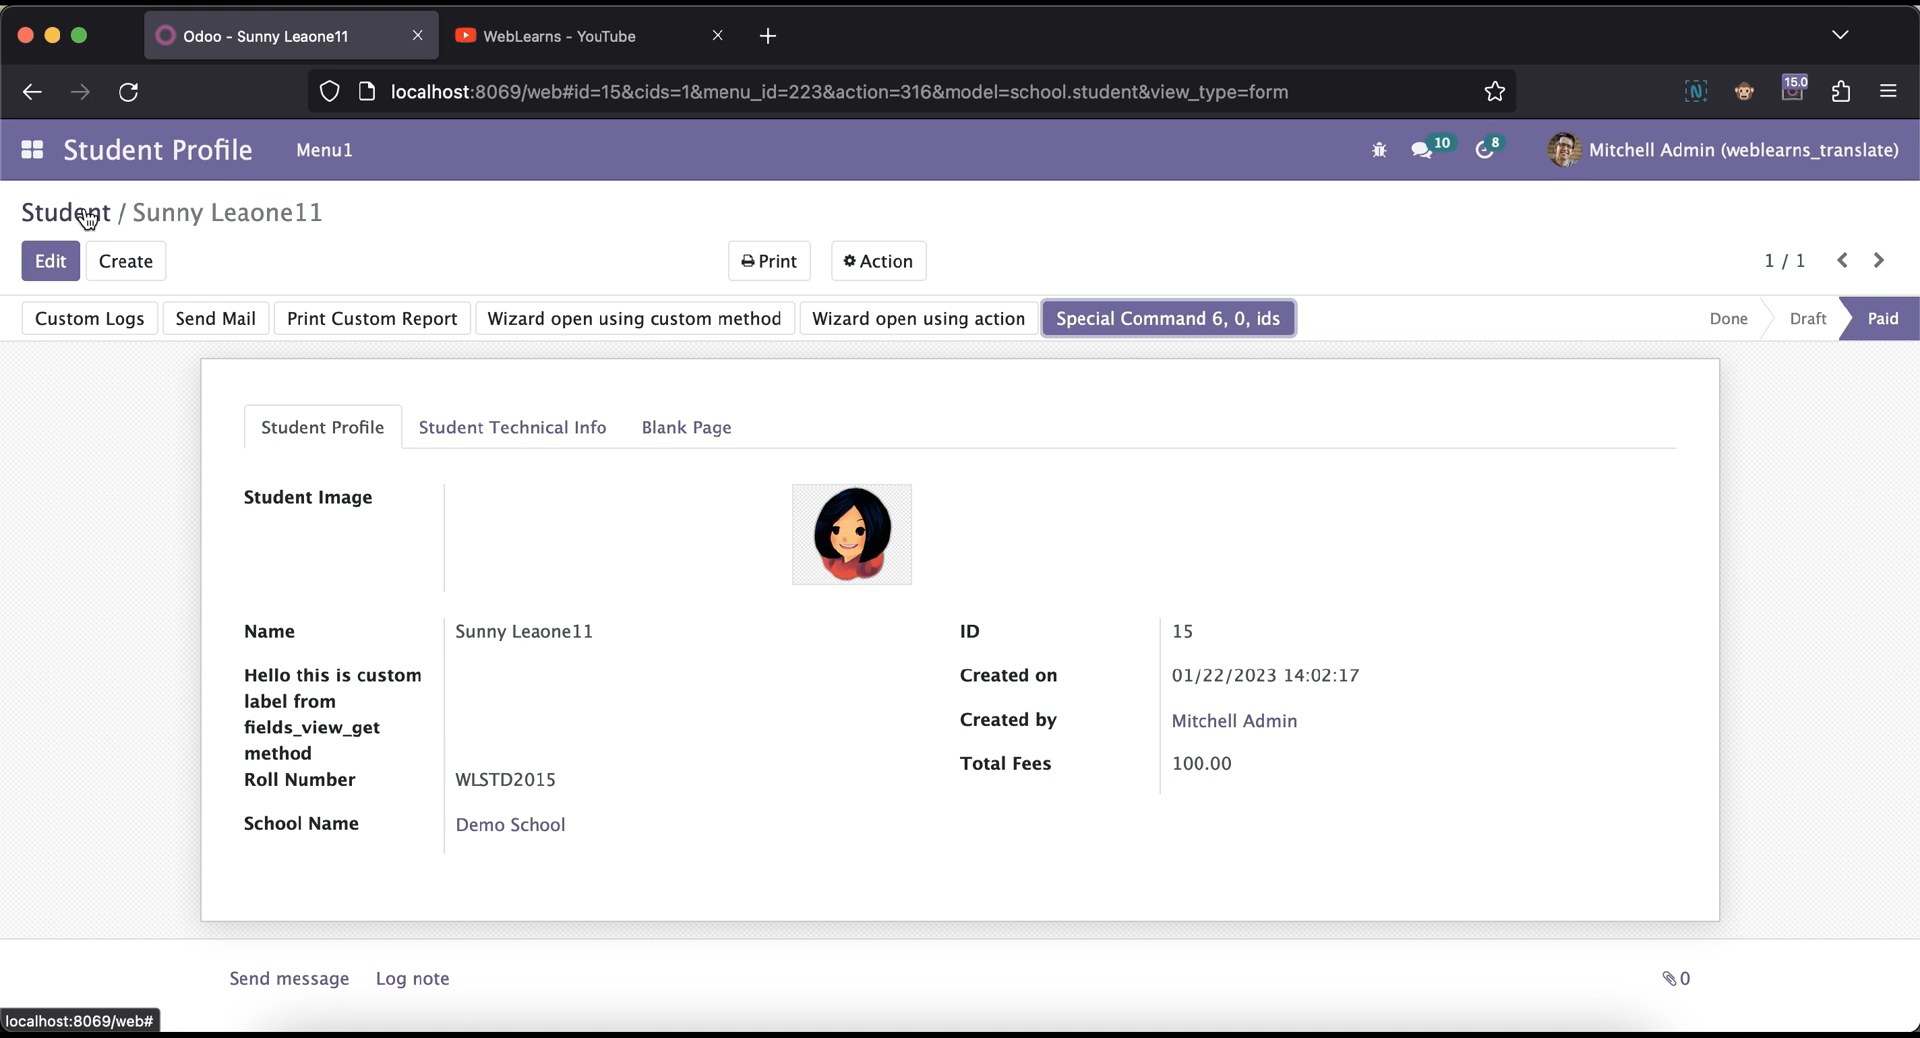 Odoo - Sunny Leaone11
WebLearns - YouTube
localhost:8069/web#id=15&cids=1&menu_id=223&action=316&model=school.student&view_type=form
15.0
Student Profile
Menu1
10
8
Mitchell Admin (weblearns_translate)
Student / Sunny Leaone11
Edit
Create
Print
Action
1 / 1
Custom Logs
Send Mail
Print Custom Report
Wizard open using custom method
Wizard open using action
Special Command 6, 0, ids
Done
Draft
Paid
Student Profile
Student Technical Info
Blank Page
Student Image
Name
Sunny Leaone11
Hello this is custom
label from
fields_view_get
method
Roll Number
WLSTD2015
School Name
Demo School
ID
15
Created on
01/22/2023 14:02:17
Created by
Mitchell Admin
Total Fees
100.00
Send message
Log note
0
localhost:8069/web#